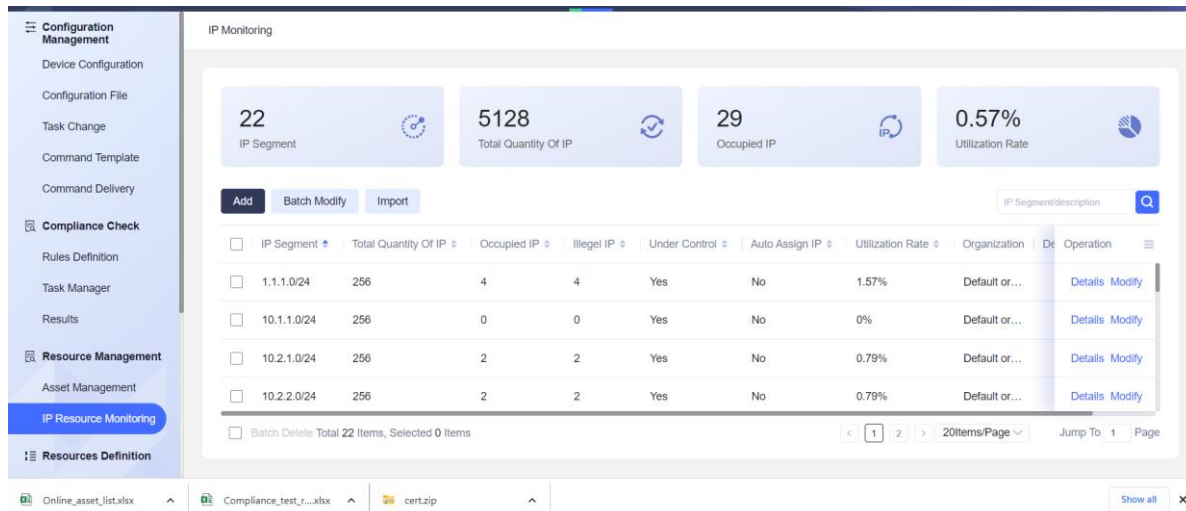 Configuration
Management
Device Configuration
Configuration File
Task Change
Command Template
Command Delivery
Compliance Check
Rules Definition
Task Manager
Results
Resource Management
Asset Management
IP Resource Monitoring
Resources Definition
IP Monitoring
22
IP Segment
5128
Total Quantity Of IP
29
Occupied IP
IP
0.57%
Utilization Rate
Add Batch Modify Import IP Segment/description
IP Segment Total Quantity Of IP Occupied IP Illegel IP Under Control Auto Assign IP Utilization Rate Organization De Operation
1.1.1.0/24 256 4 4 Yes No 1.57% Default or... Details Modify
10.1.1.0/24 256 0 0 Yes No 0% Default or... Details Modify
10.2.1.0/24 256 2 2 Yes No 0.79% Default or... Details Modify
10.2.2.0/24 256 2 2 Yes No 0.79% Default or... Details Modify
Batch Delete Total 22 Items, Selected 0 Items < 1 2 > 20Items/Page Jump To 1 Page
Online_asset_list.xlsx Compliance_test_r....xlsx cert.zip Show all